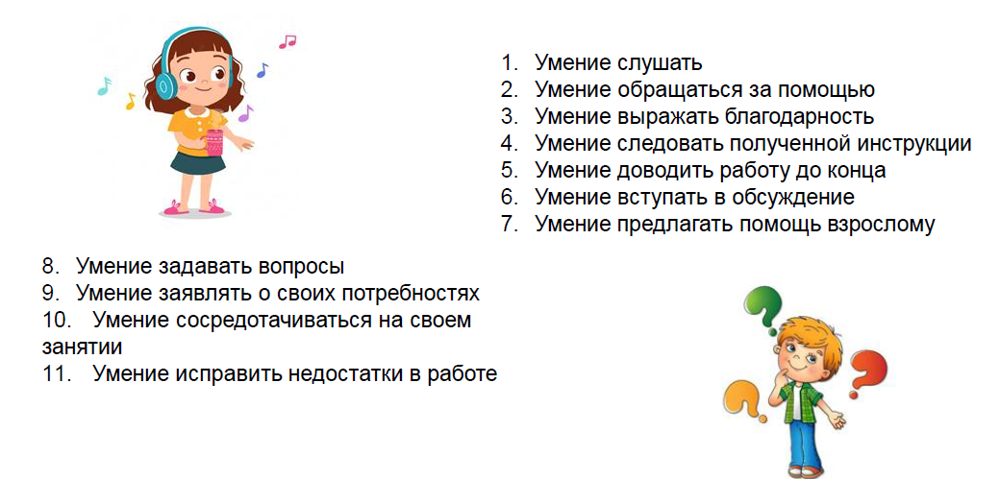 1. Умение слушать
2. Умение обращаться за помощью
3. Умение выражать благодарность
4. Умение следовать полученной инструкции
5. Умение доводить работу до конца
6. Умение вступать в обсуждение
7. Умение предлагать помощь взрослому
8. Умение задавать вопросы
9. Умение заявлять о своих потребностях
10. Умение сосредотачиваться на своем
занятии
11. Умение исправить недостатки в работе